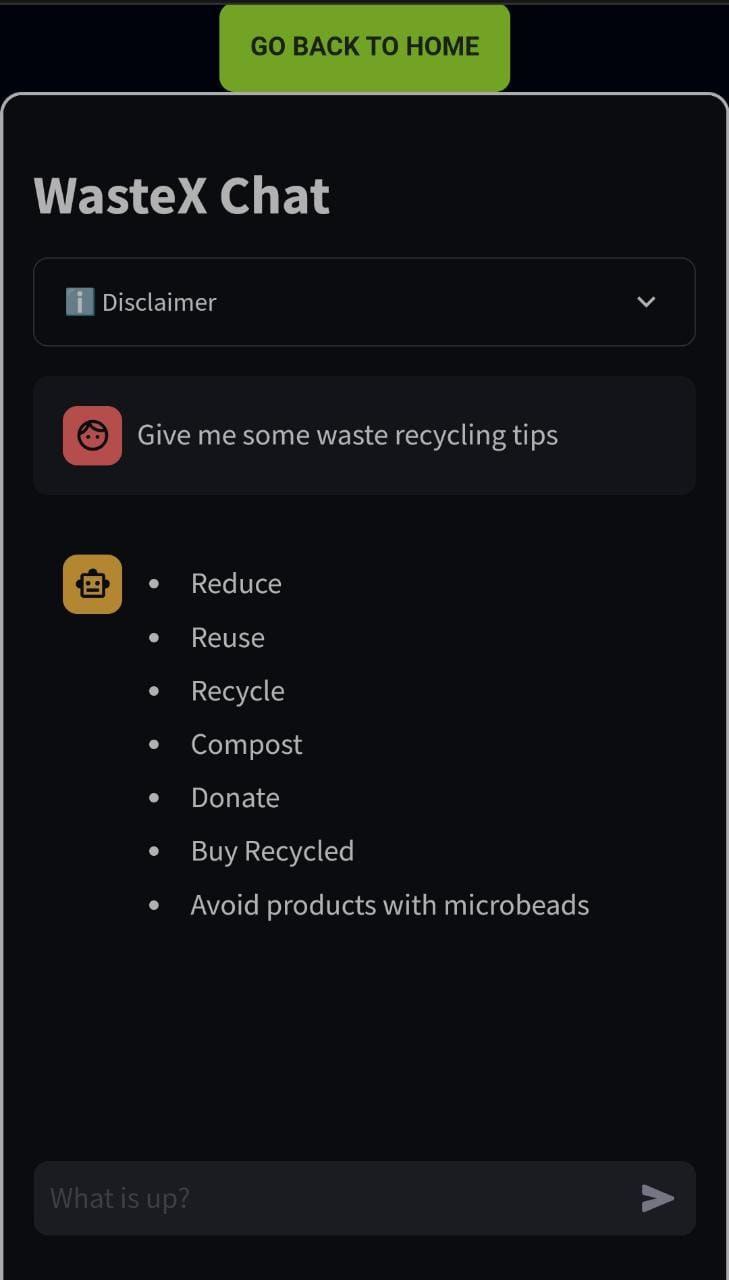 GO BACK TO HOME
WasteX Chat
ℹ️ Disclaimer
Give me some waste recycling tips
• Reduce
• Reuse
• Recycle
• Compost
• Donate
• Buy Recycled
• Avoid products with microbeads
What is up?